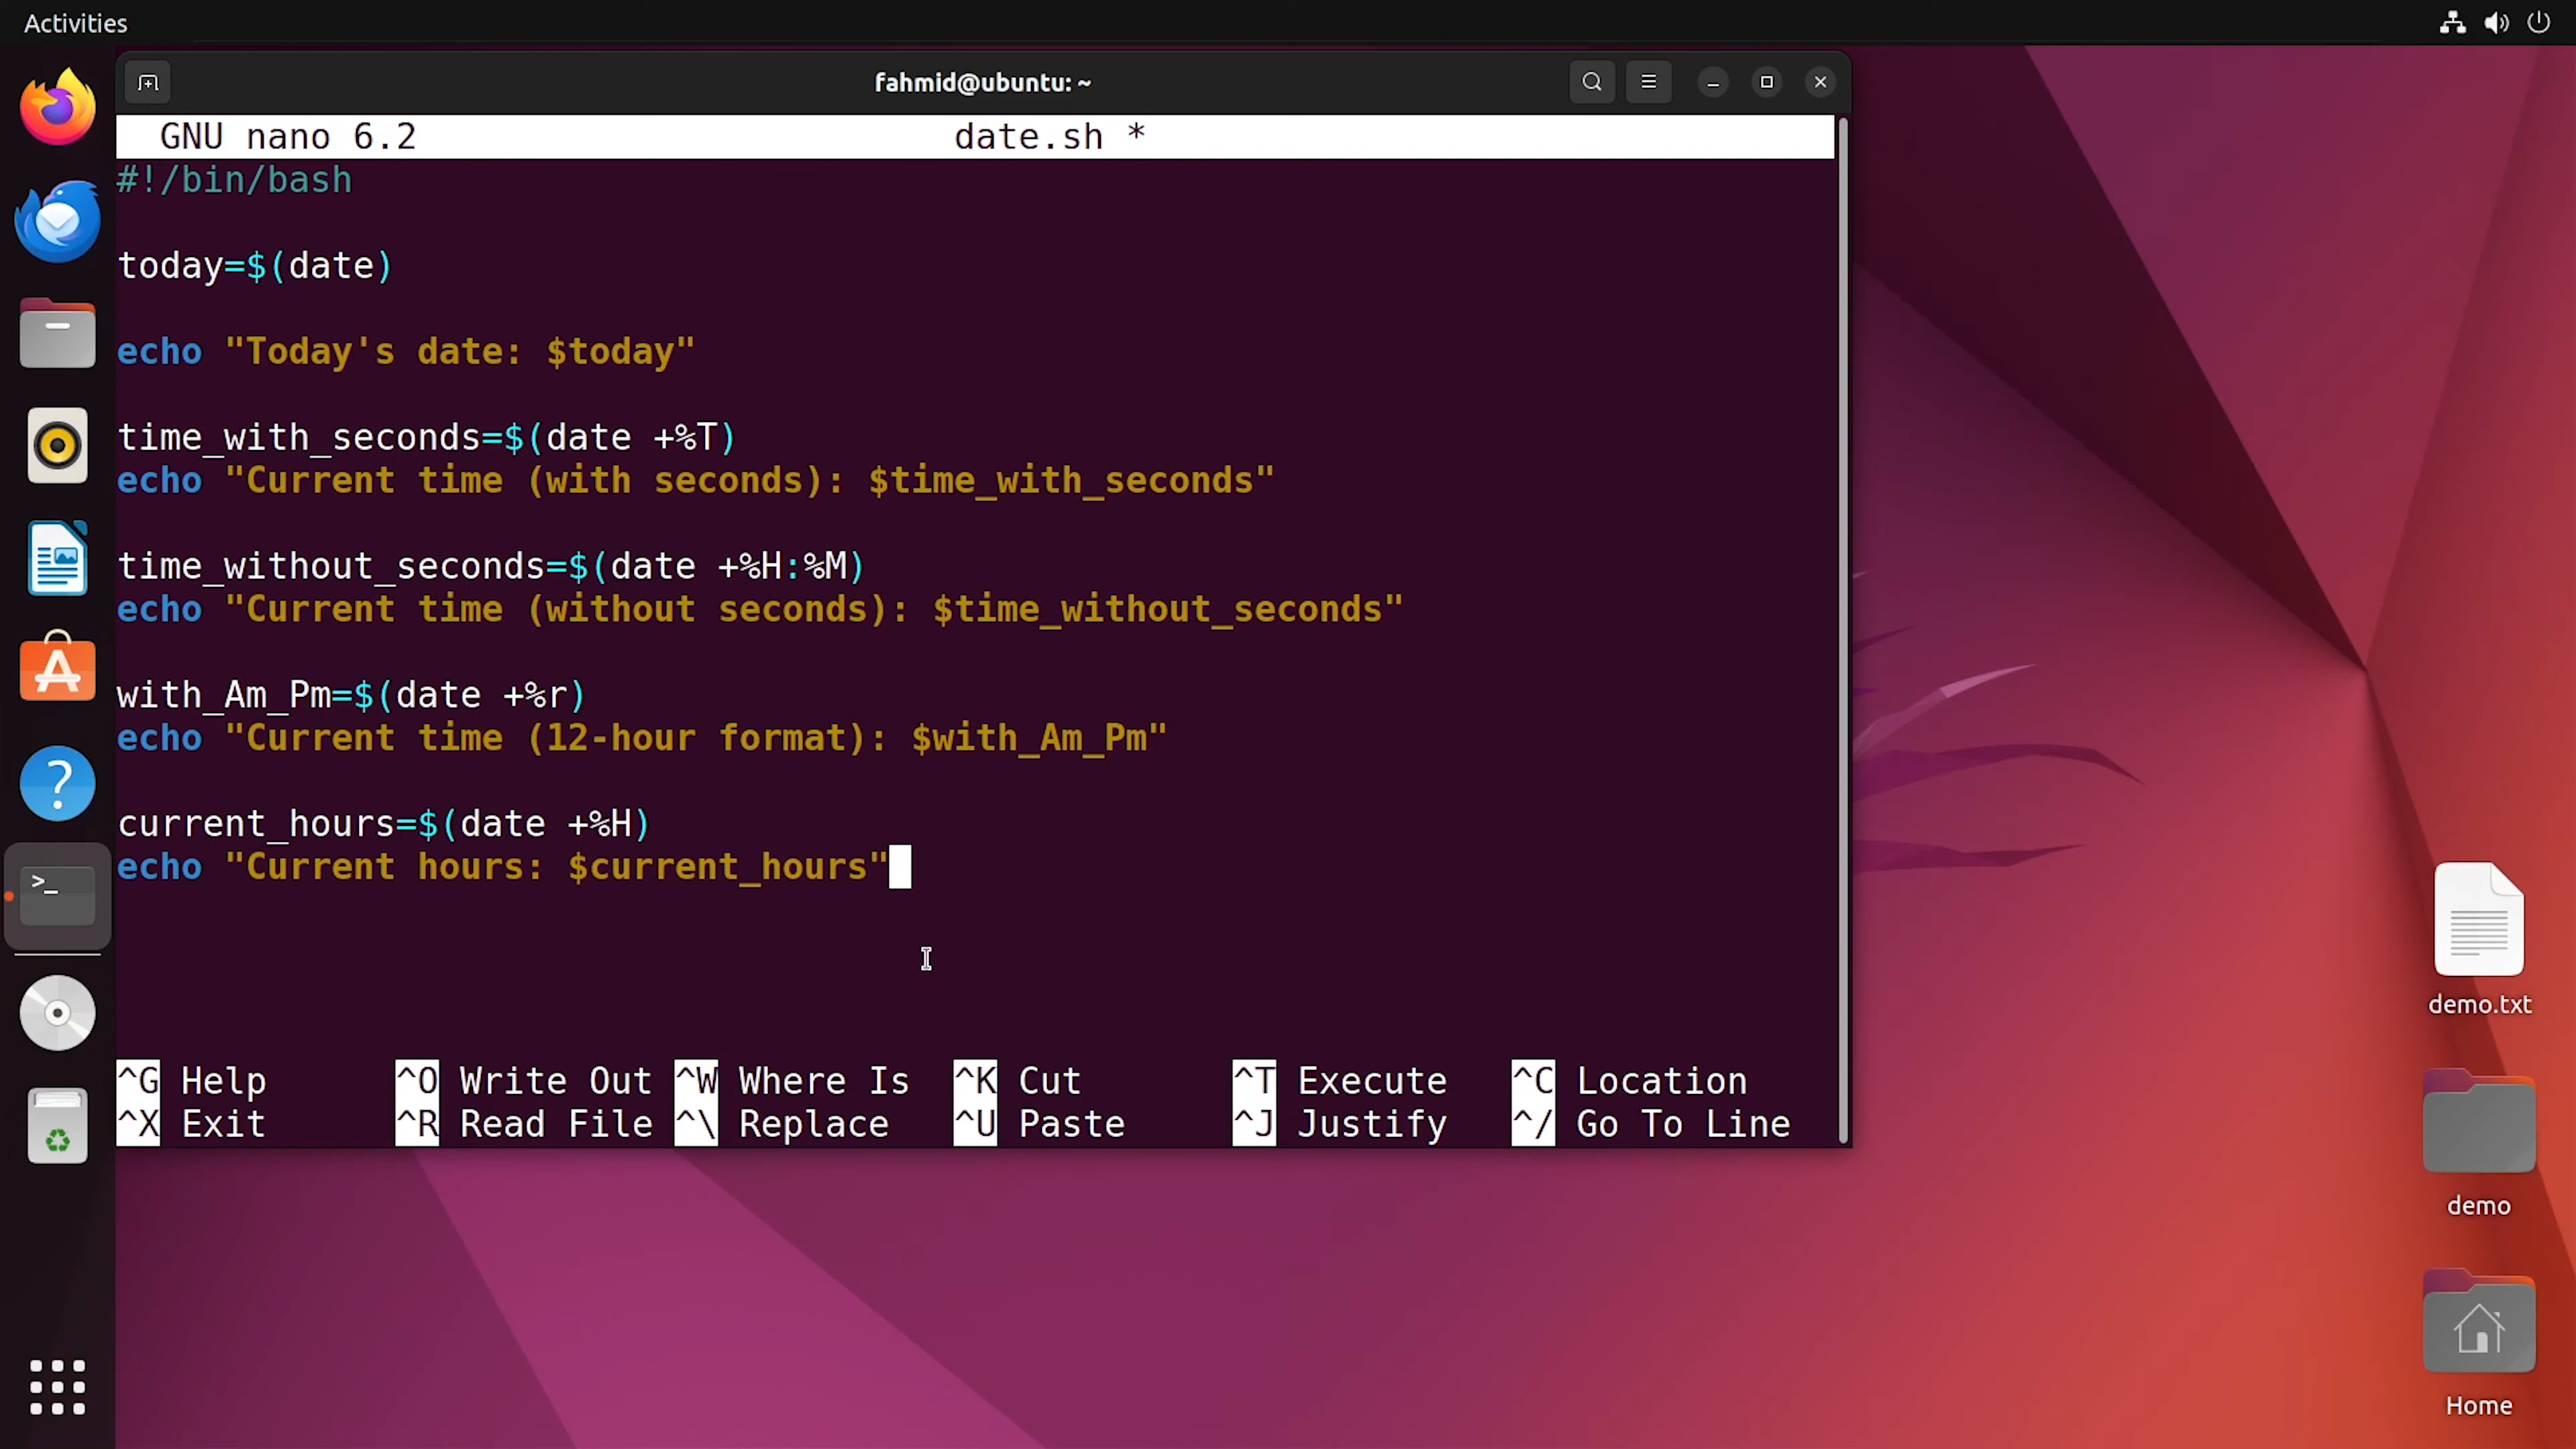 Activities
fahmid@ubuntu: ~
GNU nano 6.2 date.sh *
#!/bin/bash
today=$(date)
echo "Today's date: $today"
time_with_seconds=$(date +%T)
echo "Current time (with seconds): $time_with_seconds"
time_without_seconds=$(date +%H:%M)
echo "Current time (without seconds): $time_without_seconds"
with_Am_Pm=$(date +%r)
echo "Current time (12-hour format): $with_Am_Pm"
current_hours=$(date +%H)
echo "Current hours: $current_hours"
^G Help ^O Write Out ^W Where Is ^K Cut ^T Execute ^C Location
^X Exit ^R Read File ^\ Replace ^U Paste ^J Justify ^/ Go To Line
demo.txt
demo
Home